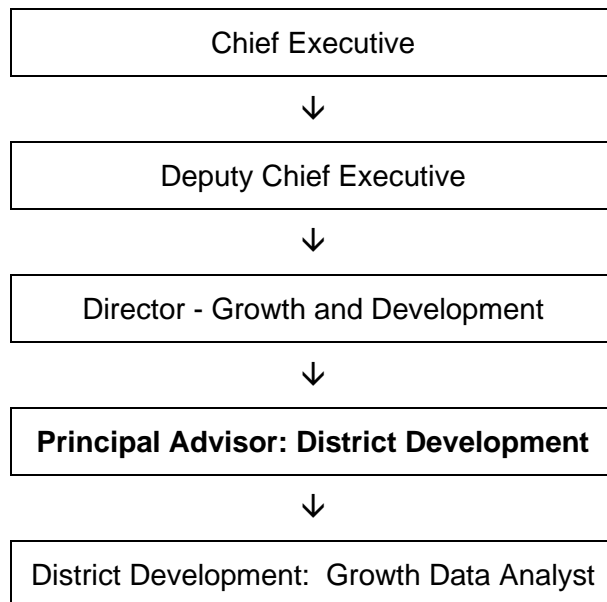 Chief Executive
Deputy Chief Executive
Director - Growth and Development
Principal Advisor: District Development
District Development:  Growth Data Analyst